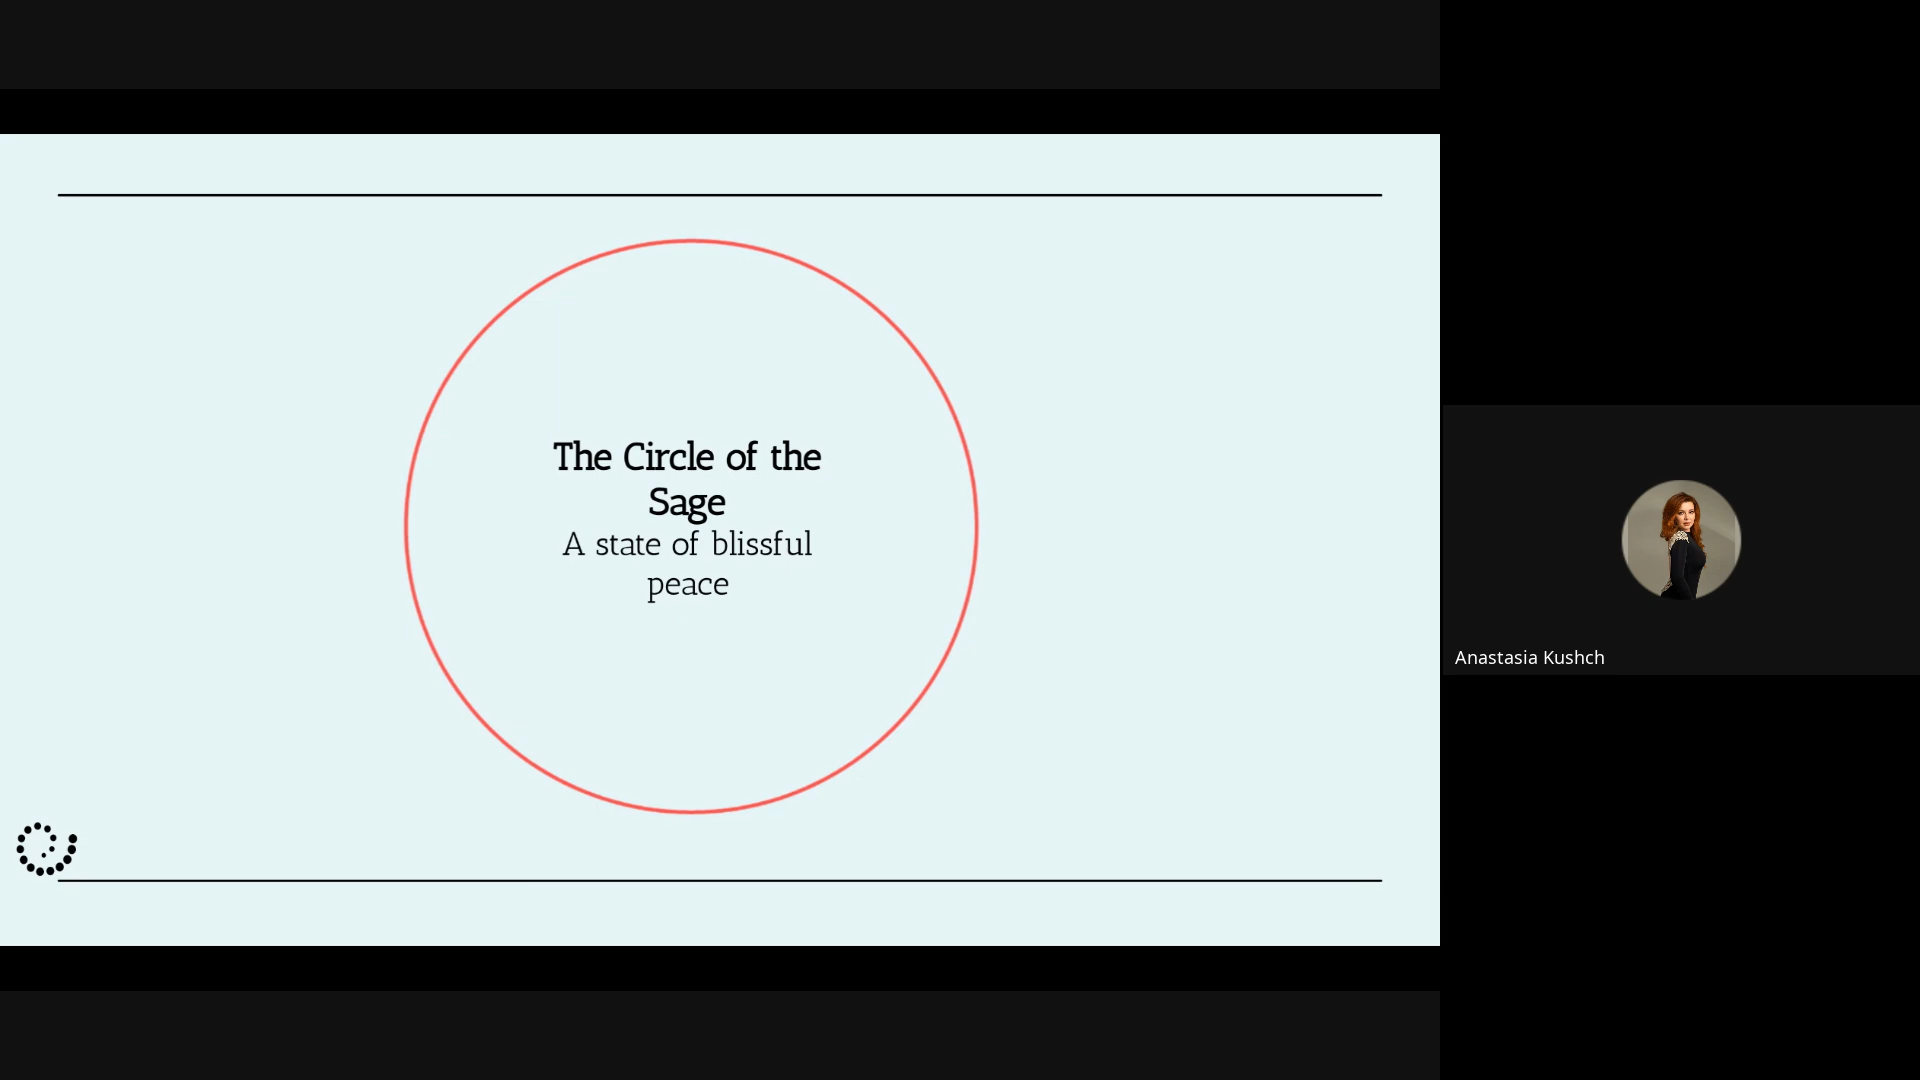 The Circle of the
Sage
A state of blissful
peace
Anastasia Kushch